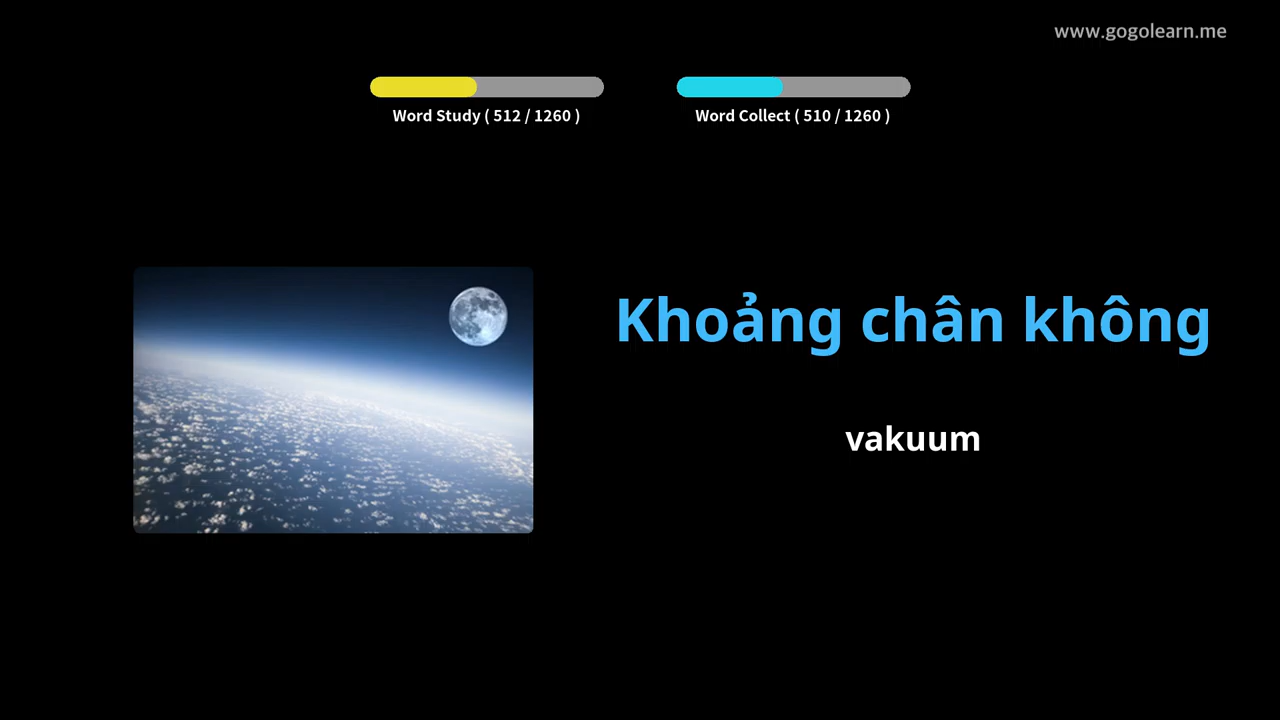 www.gogolearn.me
Word Study ( 512 / 1260 )
Word Collect ( 510 / 1260 )
Khoảng chân không
vakuum